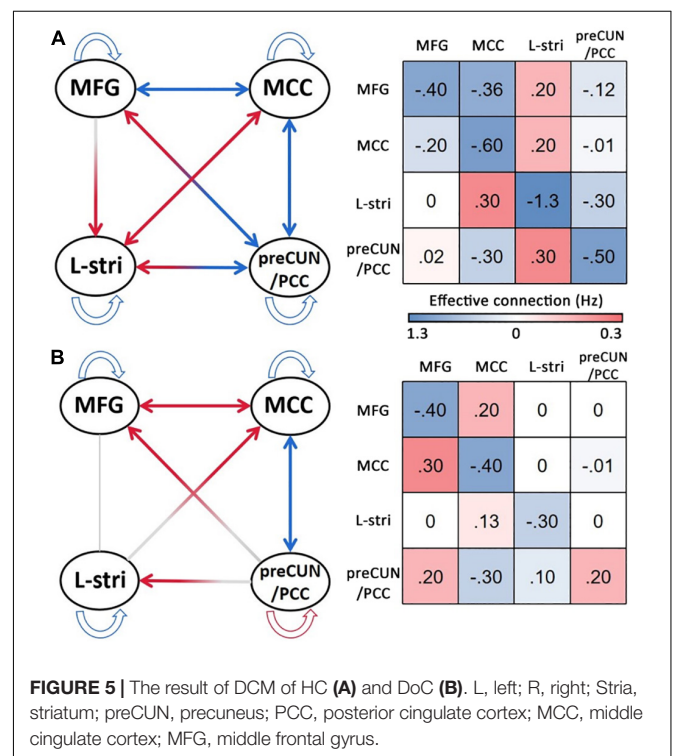 A
MFG
MCC
L-stri
preCUN
/PCC
MFG MCC L-stri preCUN
/PCC
MFG -.40 -.36 .20 -.12
MCC -.20 -.60 .20 -.01
L-stri 0 .30 -1.3 -.30
preCUN
/PCC .02 -.30 .30 -.50
Effective connection (Hz)
1.3 0 0.3
B
MFG
MCC
L-stri
preCUN
/PCC
MFG MCC L-stri preCUN
/PCC
MFG -.40 .20 0 0
MCC .30 -.40 0 -.01
L-stri 0 .13 -.30 0
preCUN
/PCC .20 -.30 .10 .20
FIGURE 5 | The result of DCM of HC (A) and DoC (B). L, left; R, right; Stria,
striatum; preCUN, precuneus; PCC, posterior cingulate cortex; MCC, middle
cingulate cortex; MFG, middle frontal gyrus.